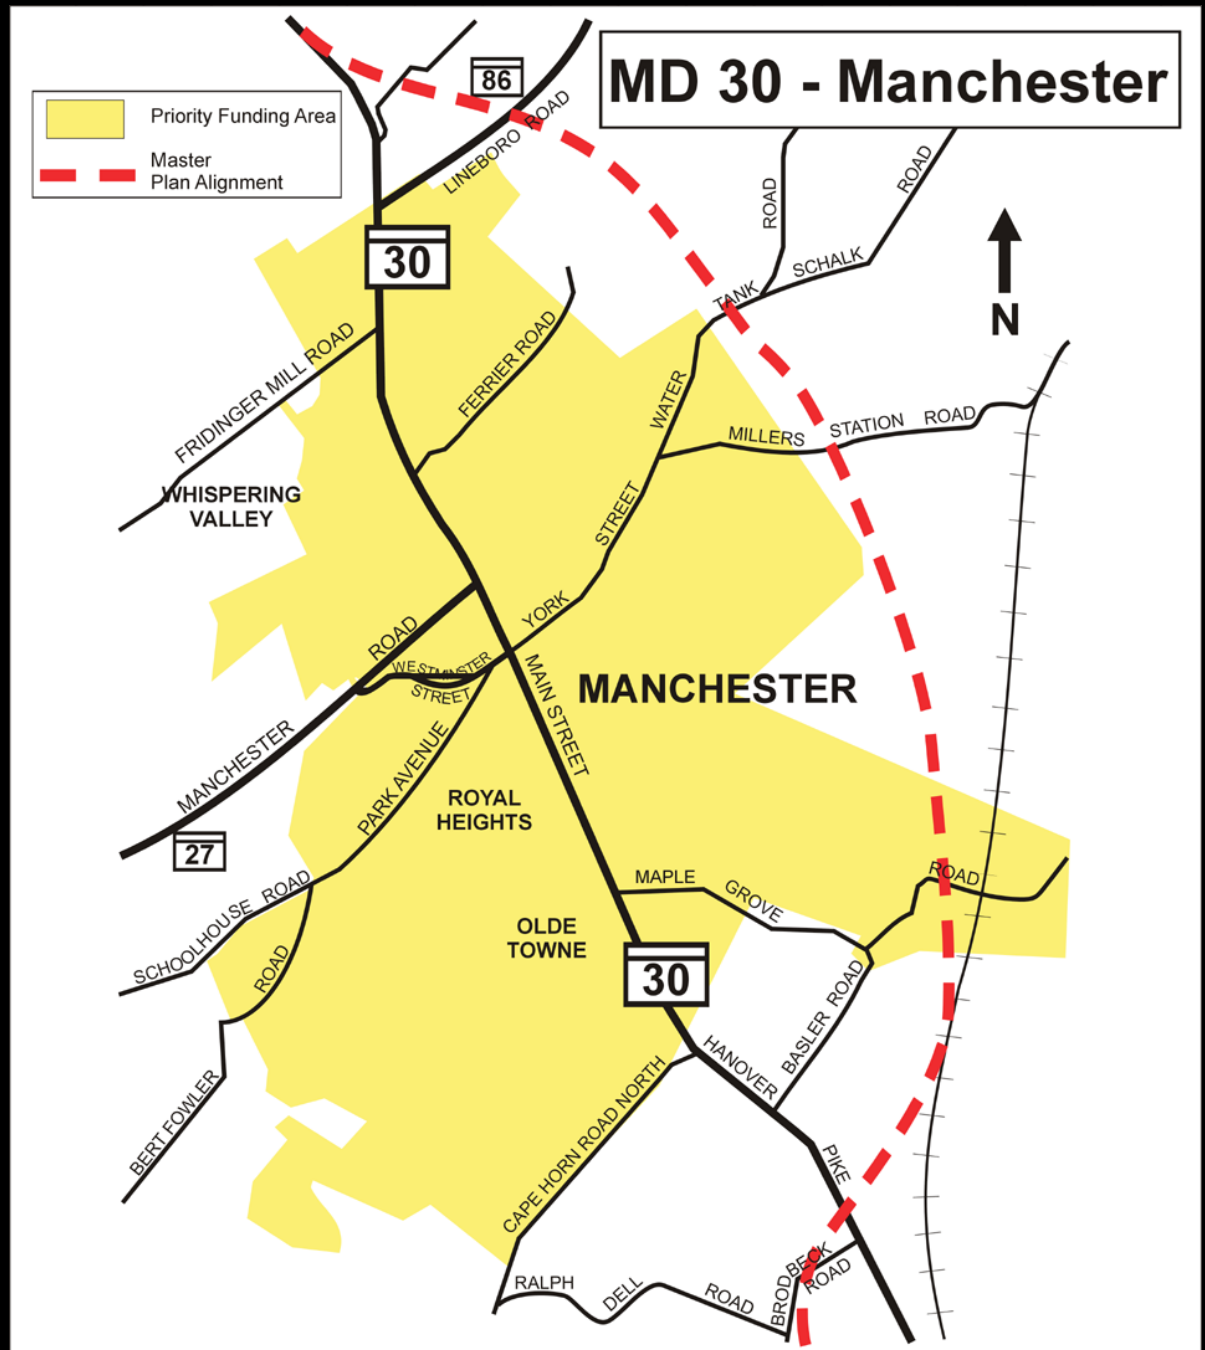 MD 30 - Manchester
86
Priority Funding Area
Master
Plan Alignment
LINEBORO ROAD
ROAD
ROAD
SCHALK
TANK
30
N
FRIDINGER MILL ROAD
FERRIER ROAD
WATER
STREET
MILLERS STATION ROAD
WHISPERING
VALLEY
YORK
ROAD
WESTMINSTER
STREET
MAIN STREET
MANCHESTER
MANCHESTER
PARK AVENUE
ROYAL
HEIGHTS
27
MAPLE GROVE
ROAD
SCHOOLHOUSE ROAD
OLDE
TOWNE
ROAD
30
BASLER ROAD
HANOVER
BERT FOWLER
CAPE HORN ROAD NORTH
PIKE
BECK
ROAD
BROD
RALPH
DELL
ROAD